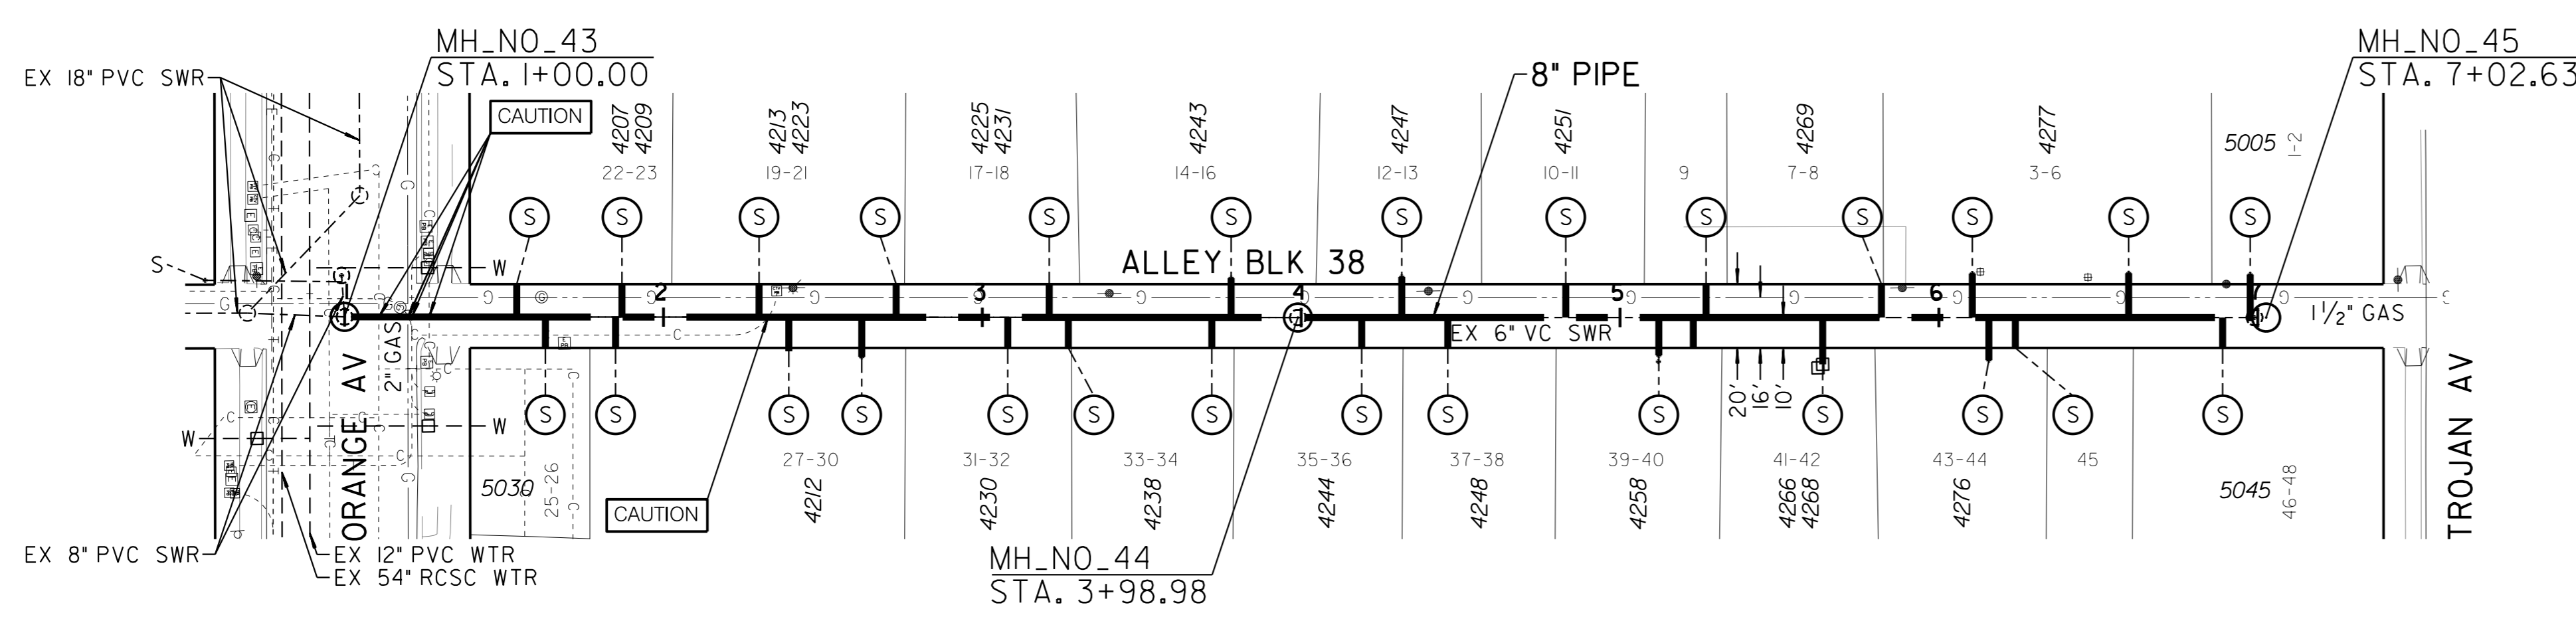 MH_NO_43
STA. 1+00.00
MH_NO_45
STA. 7+02.63
EX 18" PVC SWR
8" PIPE
CAUTION
4207
4209
4213
4223
4225
4231
4243
4247
4251
4269
4277
5005
1-2
22-23
19-21
17-18
14-16
12-13
10-11
9
7-8
3-6
S S S S S S S S S S S S S
ALLEY BLK 38
S
W
G
2
3
4
5
6
7
EX 6" VC SWR
1 1/2" GAS
2" GAS
20'
16'
10'
S S S S S S S S S S S S S S
W
W
ORANGE AV
TROJAN AV
27-30
31-32
33-34
35-36
37-38
39-40
41-42
43-44
45
46-48
25-26
5030
4212
4230
4238
4244
4248
4258
4266
4268
4276
5045
CAUTION
EX 8" PVC SWR
EX 12" PVC WTR
EX 54" RCSC WTR
MH_NO_44
STA. 3+98.98